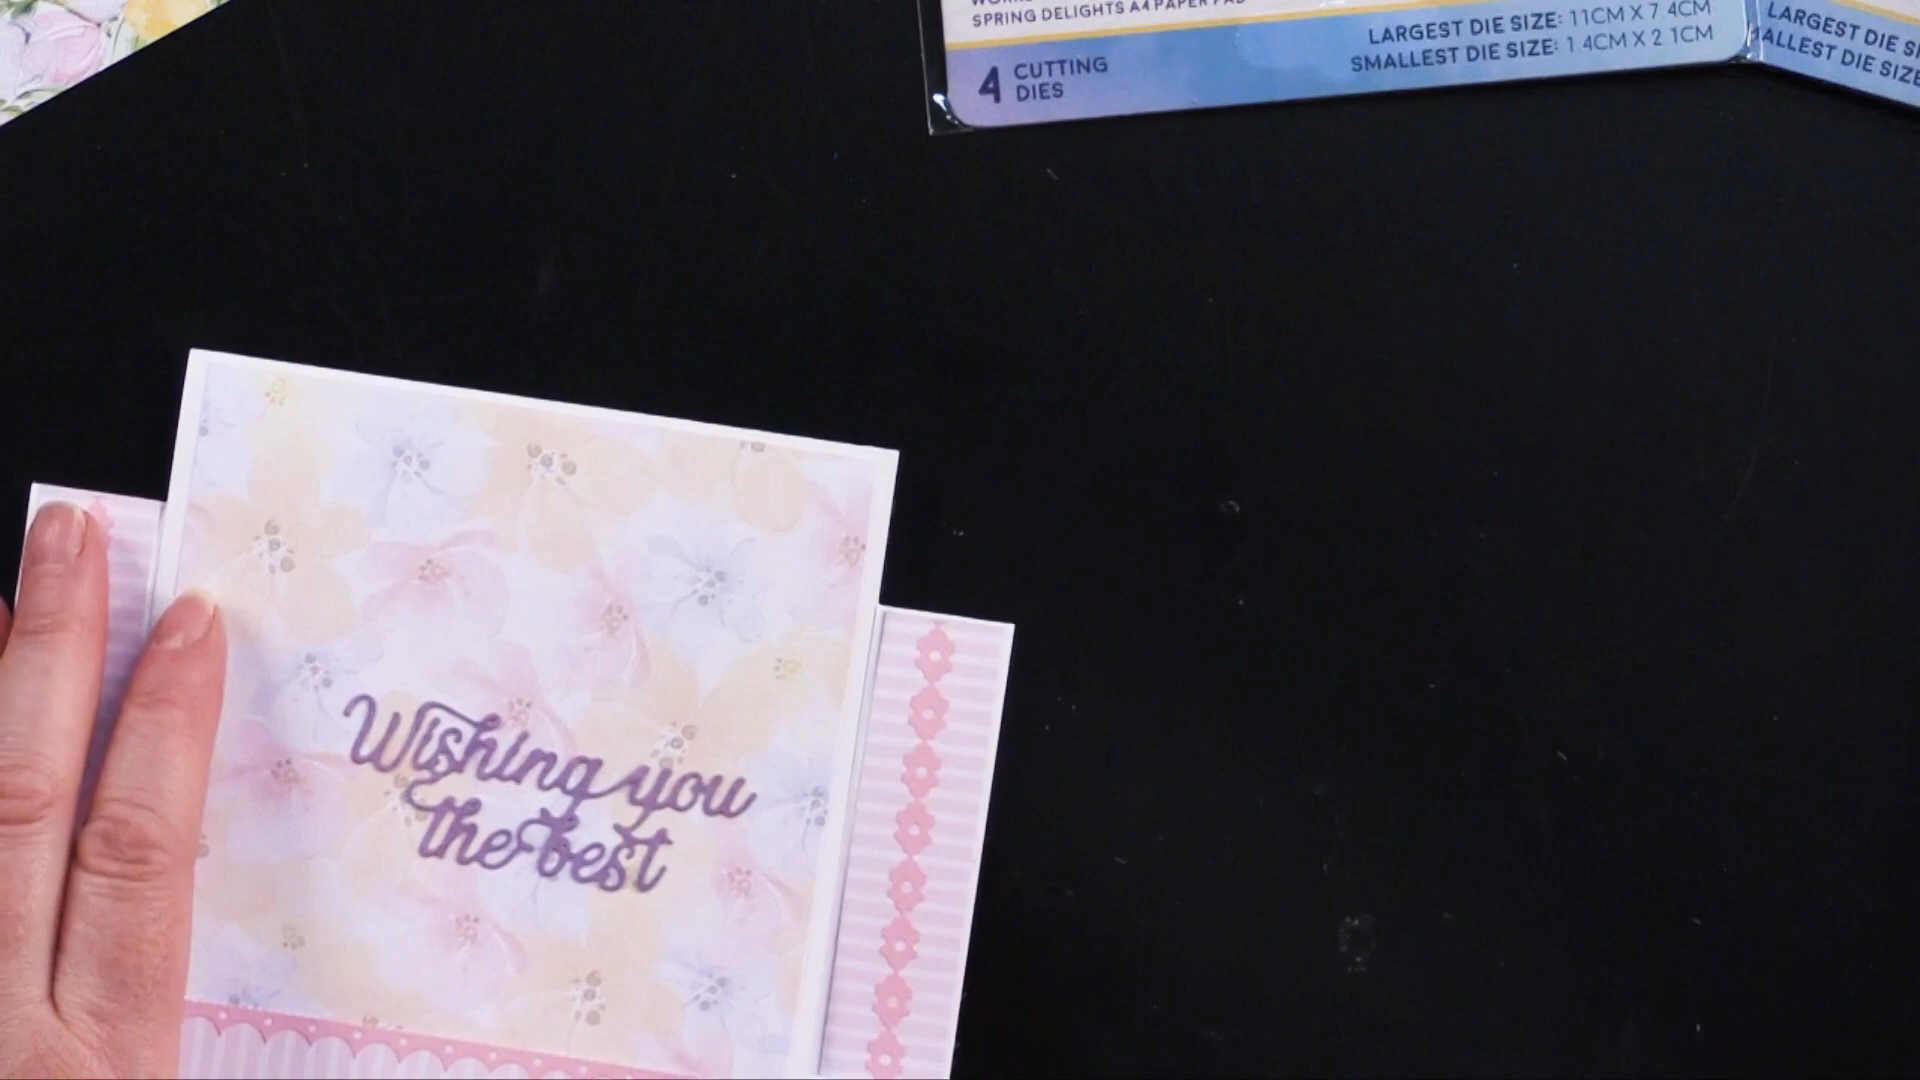 SPRING DELIGHTS A4 PAPER PAD
4 CUTTING
DIES
LARGEST DIE SIZE: 11CM X 7.4CM
SMALLEST DIE SIZE: 1.4CM X 2.1CM
LARGEST DIE
DIE SIZE
Wishing you
the best